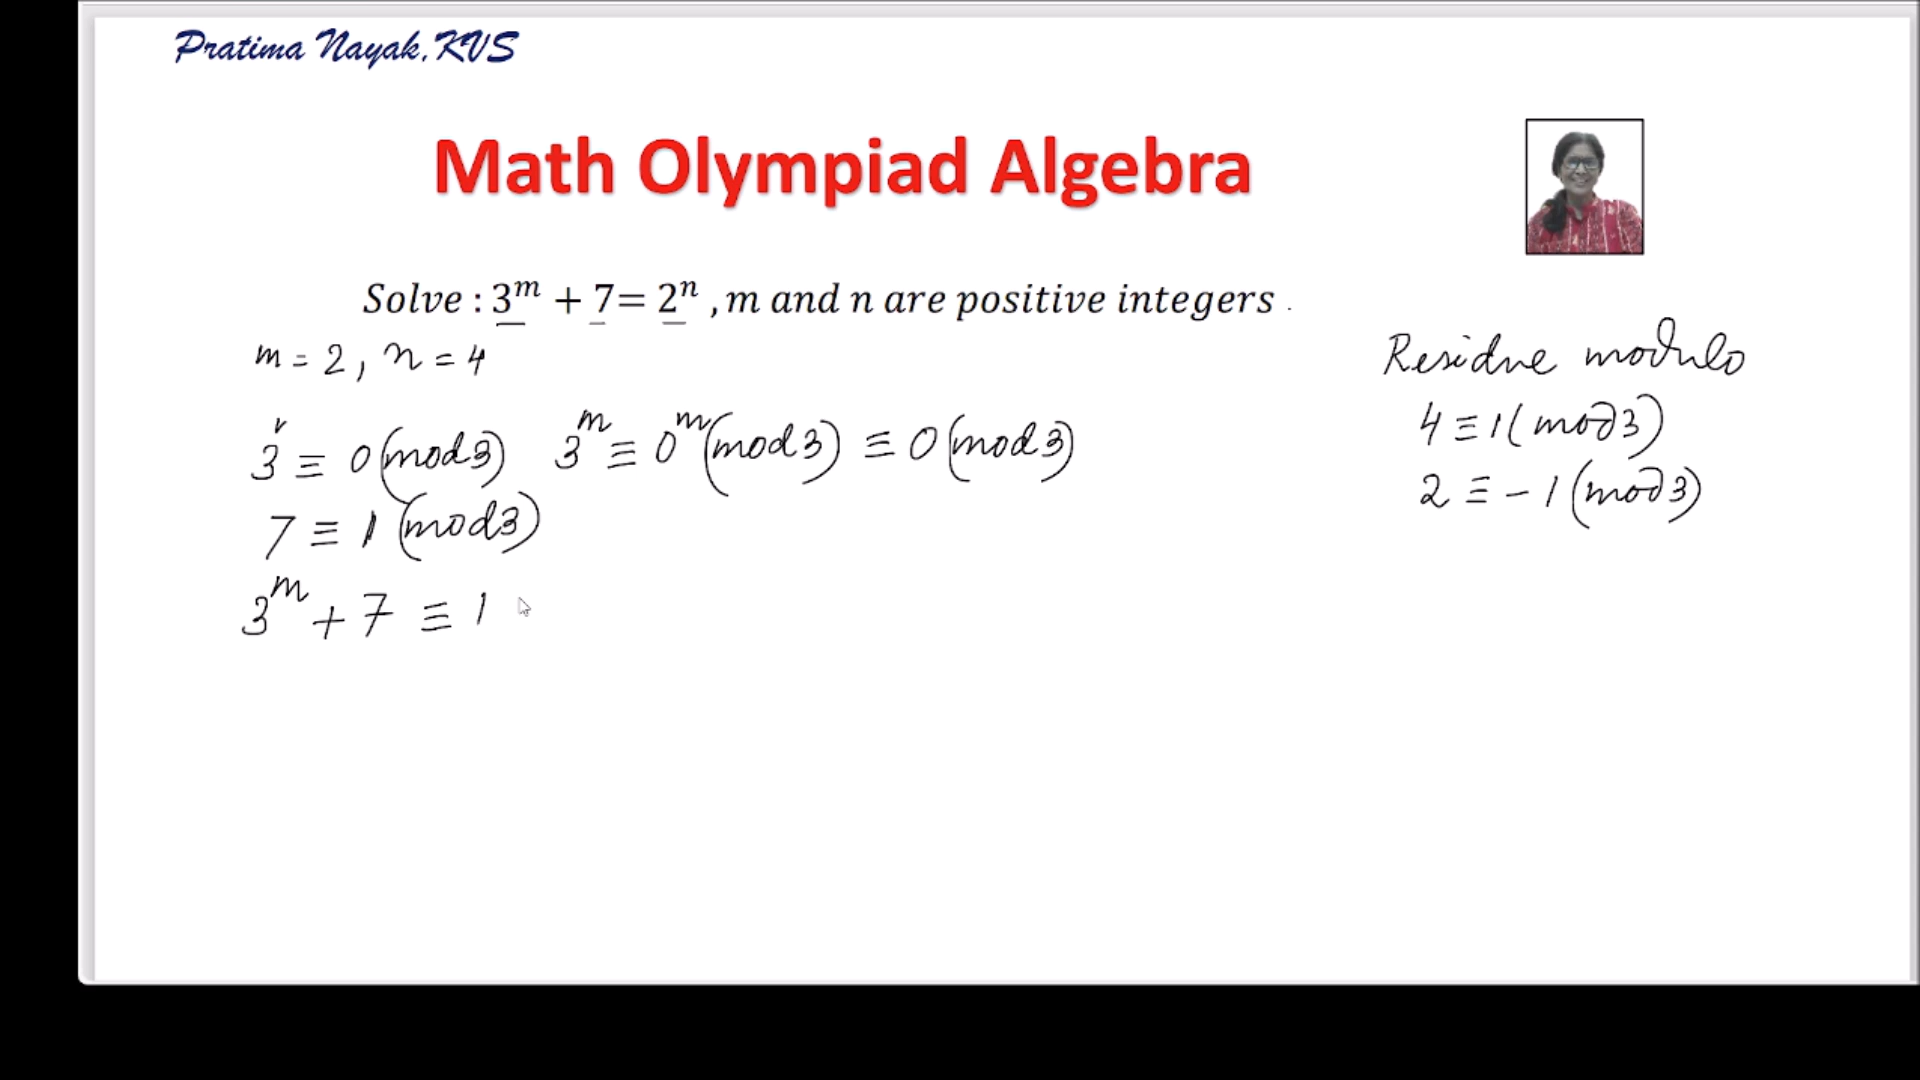 Pratima Nayak,KVS
Math Olympiad Algebra
Solve : 3^m + 7= 2^n , m and n are positive integers .
m = 2, n = 4
3 ≡ 0 (mod 3) 3^m ≡ 0^m (mod 3) ≡ 0 (mod 3)
7 ≡ 1 (mod 3)
3^m + 7 ≡ 1
Residue modulo
4 ≡ 1 (mod 3)
2 ≡ -1 (mod 3)